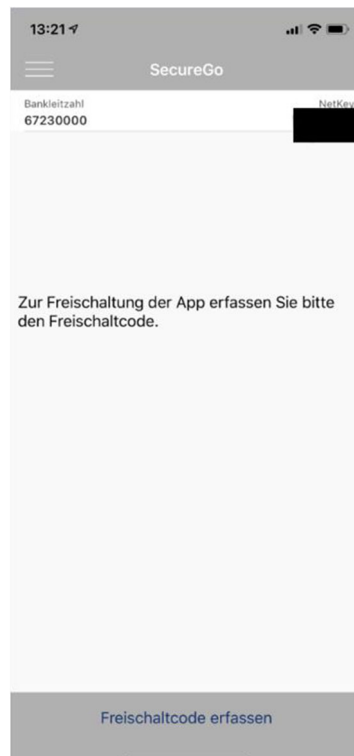 13:21
SecureGo
Bankleitzahl
NetKey
67230000
Zur Freischaltung der App erfassen Sie bitte
den Freischaltcode.
Freischaltcode erfassen